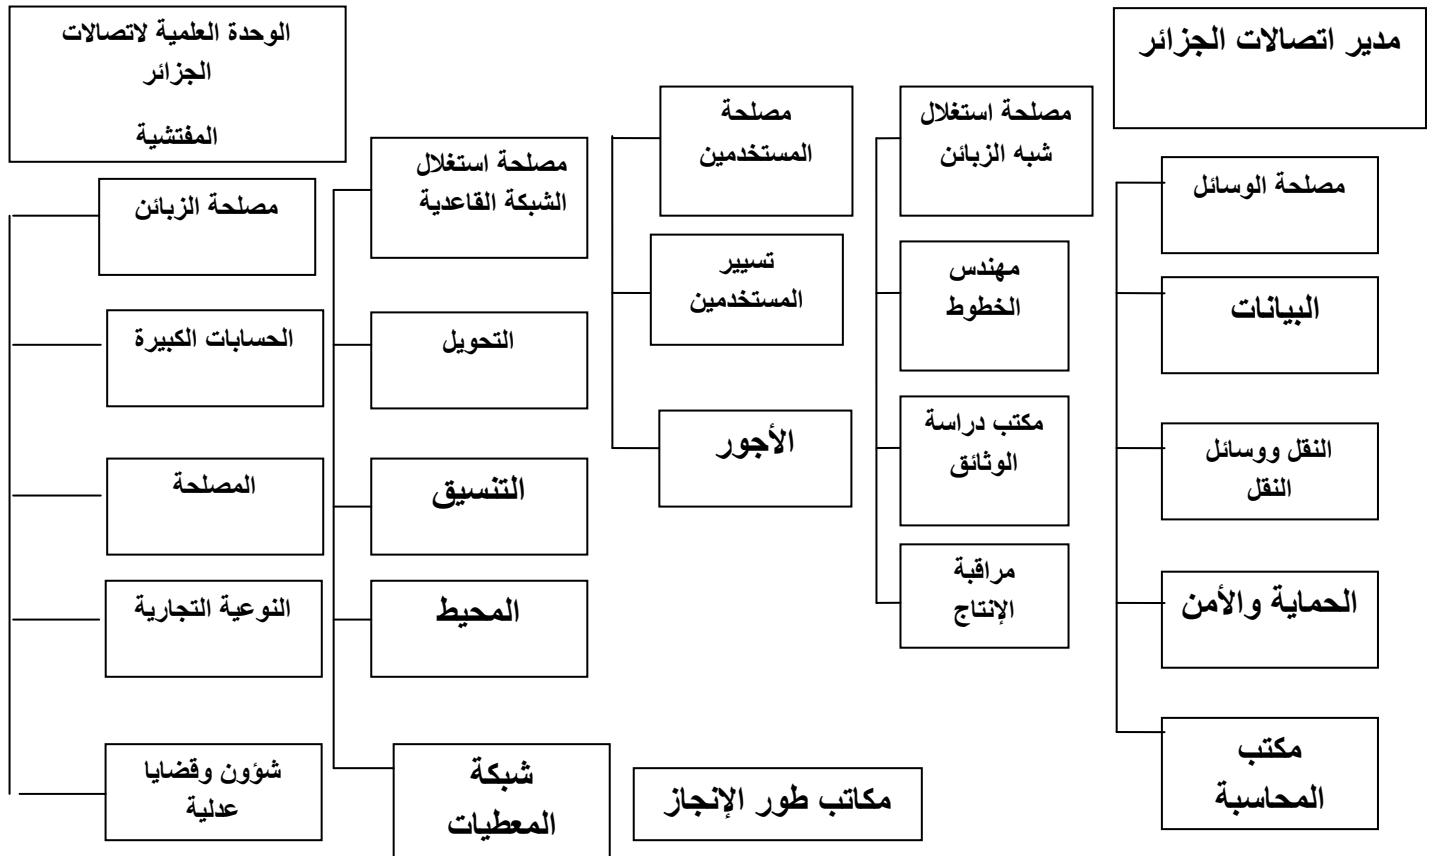 مدير اتصالات الجزائر
الوحدة العلمية لاتصالات
الجزائر
المفتشية
مصلحة الوسائل
البيانات
النقل ووسائل
النقل
الحماية والأمن
مكتب
المحاسبة
مصلحة استغلال
شبه الزبائن
مهندس
الخطوط
مكتب دراسة
الوثائق
مراقبة
الإنتاج
مصلحة
المستخدمين
تسيير
المستخدمين
الأجور
مصلحة استغلال
الشبكة القاعدية
التحويل
التنسيق
المحيط
شبكة
المعطيات
مصلحة الزبائن
الحسابات الكبيرة
المصلحة
النوعية التجارية
شؤون وقضايا
عدلية
مكاتب طور الإنجاز